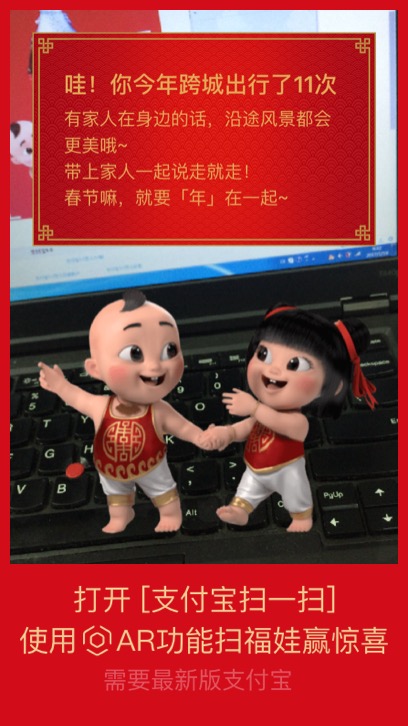 哇！你今年跨城出行了11次
有家人在身边的话，沿途风景都会
更美哦~
带上家人一起说走就走！
春节嘛，就要「年」在一起~
%
5
V
B
N
M
<
>
Alt
PgUp
打开 [支付宝扫一扫]
使用AR功能扫福娃赢惊喜
需要最新版支付宝